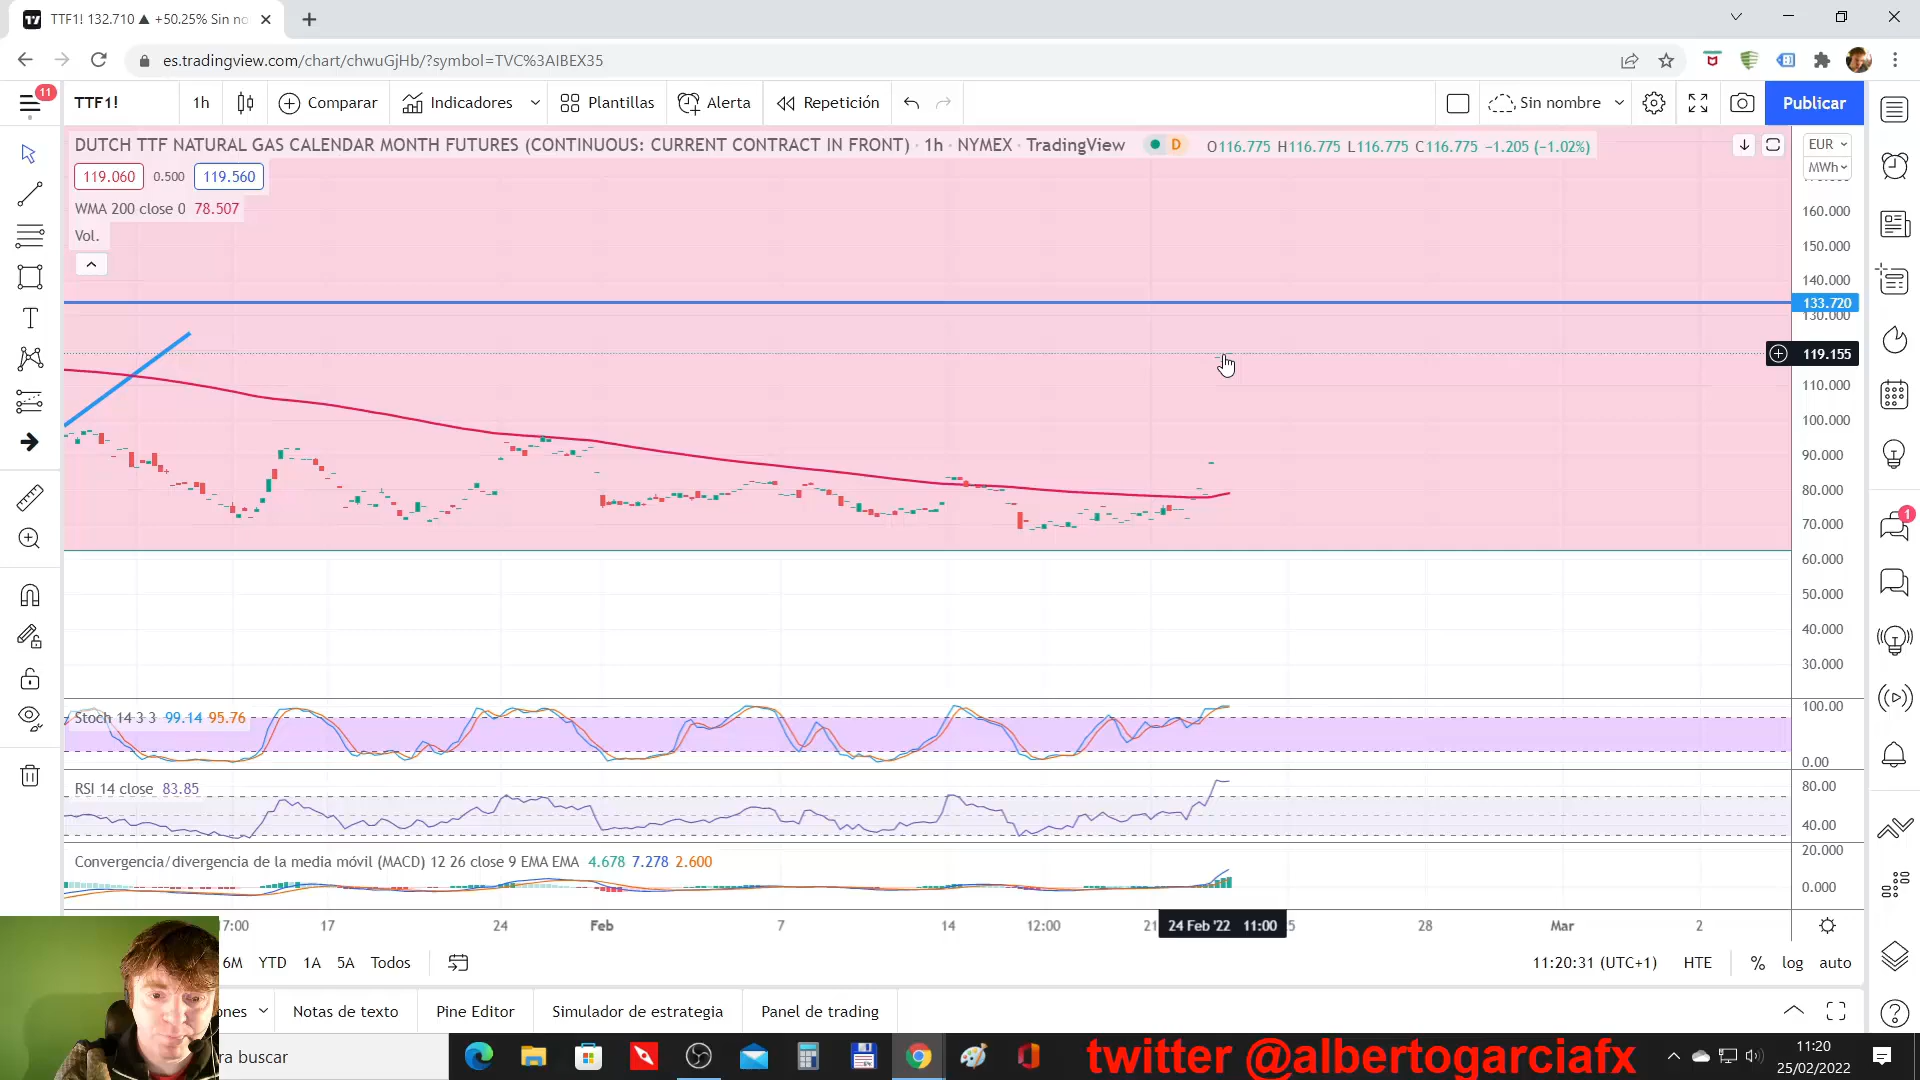 TTF1! 132.710 ▲ +50.25% Sin no
es.tradingview.com/chart/chwuGjHb/?symbol=TVC%3AIBEX35
11
TTF1! 1h Comparar Indicadores Plantillas Alerta Repetición Sin nombre Publicar
DUTCH TTF NATURAL GAS CALENDAR MONTH FUTURES (CONTINUOUS: CURRENT CONTRACT IN FRONT) · 1h · NYMEX · TradingView D O116.775 H116.775 L116.775 C116.775 −1.205 (−1.02%)
EUR
MWh
119.060 0.500 119.560
WMA 200 close 0 78.507
Vol.
160.000
150.000
140.000
133.720
130.000
119.155
110.000
100.000
90.000
80.000
70.000
60.000
50.000
40.000
30.000
1
Stoch 14 3 3 99.14 95.76
100.00
0.00
RSI 14 close 83.85
80.00
40.00
Convergencia/divergencia de la media móvil (MACD) 12 26 close 9 EMA EMA 4.678 7.278 2.600
20.000
0.000
17:00 17 24 Feb 7 14 12:00 21 24 Feb '22 11:00 5 28 Mar 2
6M YTD 1A 5A Todos 11:20:31 (UTC+1) HTE % log auto
nes Notas de texto Pine Editor Simulador de estrategia Panel de trading
ra buscar
twitter @albertogarciafx
11:20
25/02/2022